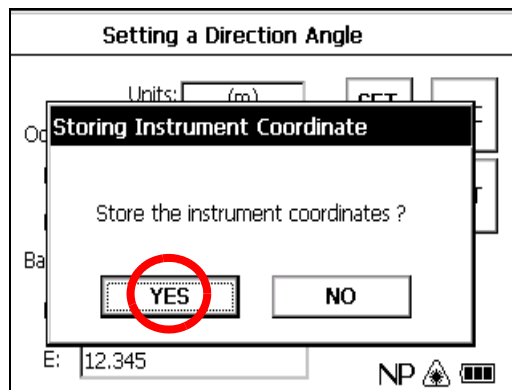 Setting a Direction Angle
Units: (m)
Storing Instrument Coordinate
Store the instrument coordinates ?
YES NO
E: 12.345
NP